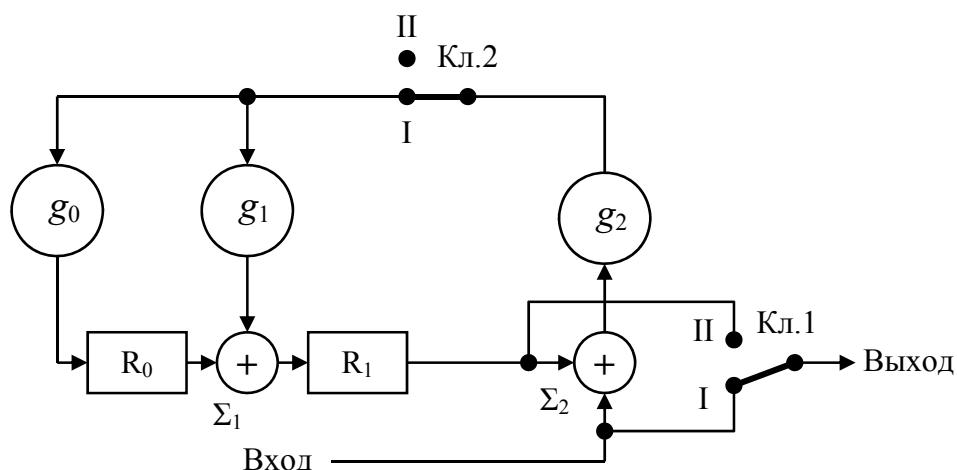 II
Кл.2
I
g₀
g₁
g₂
II
Кл.1
R₀
+
R₁
+
Выход
Σ₁
Σ₂
I
Вход